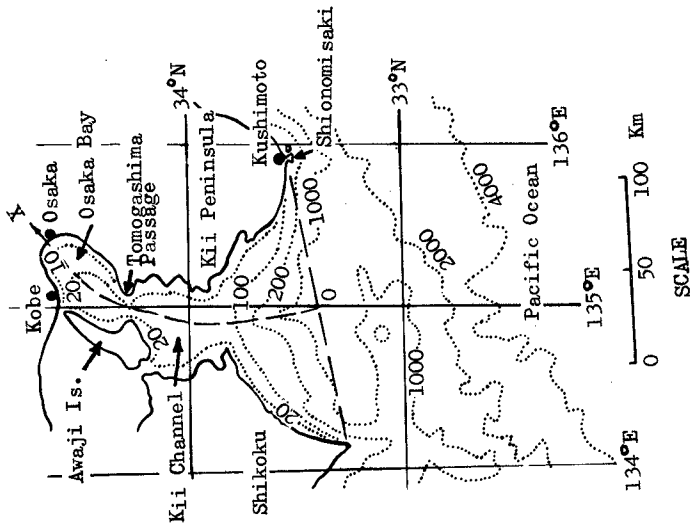 A
Kobe
Osaka
Osaka Bay
10
20
Awaji Is.
Tomogashima
Passage
20
34°N
Kii Channel
Kii Peninsula
Kushimoto
Shionomisaki
Shikoku
100
200
1000
20
0
33°N
1000
2000
4000
Pacific Ocean
134°E
135°E
136°E
0
50
100
Km
SCALE